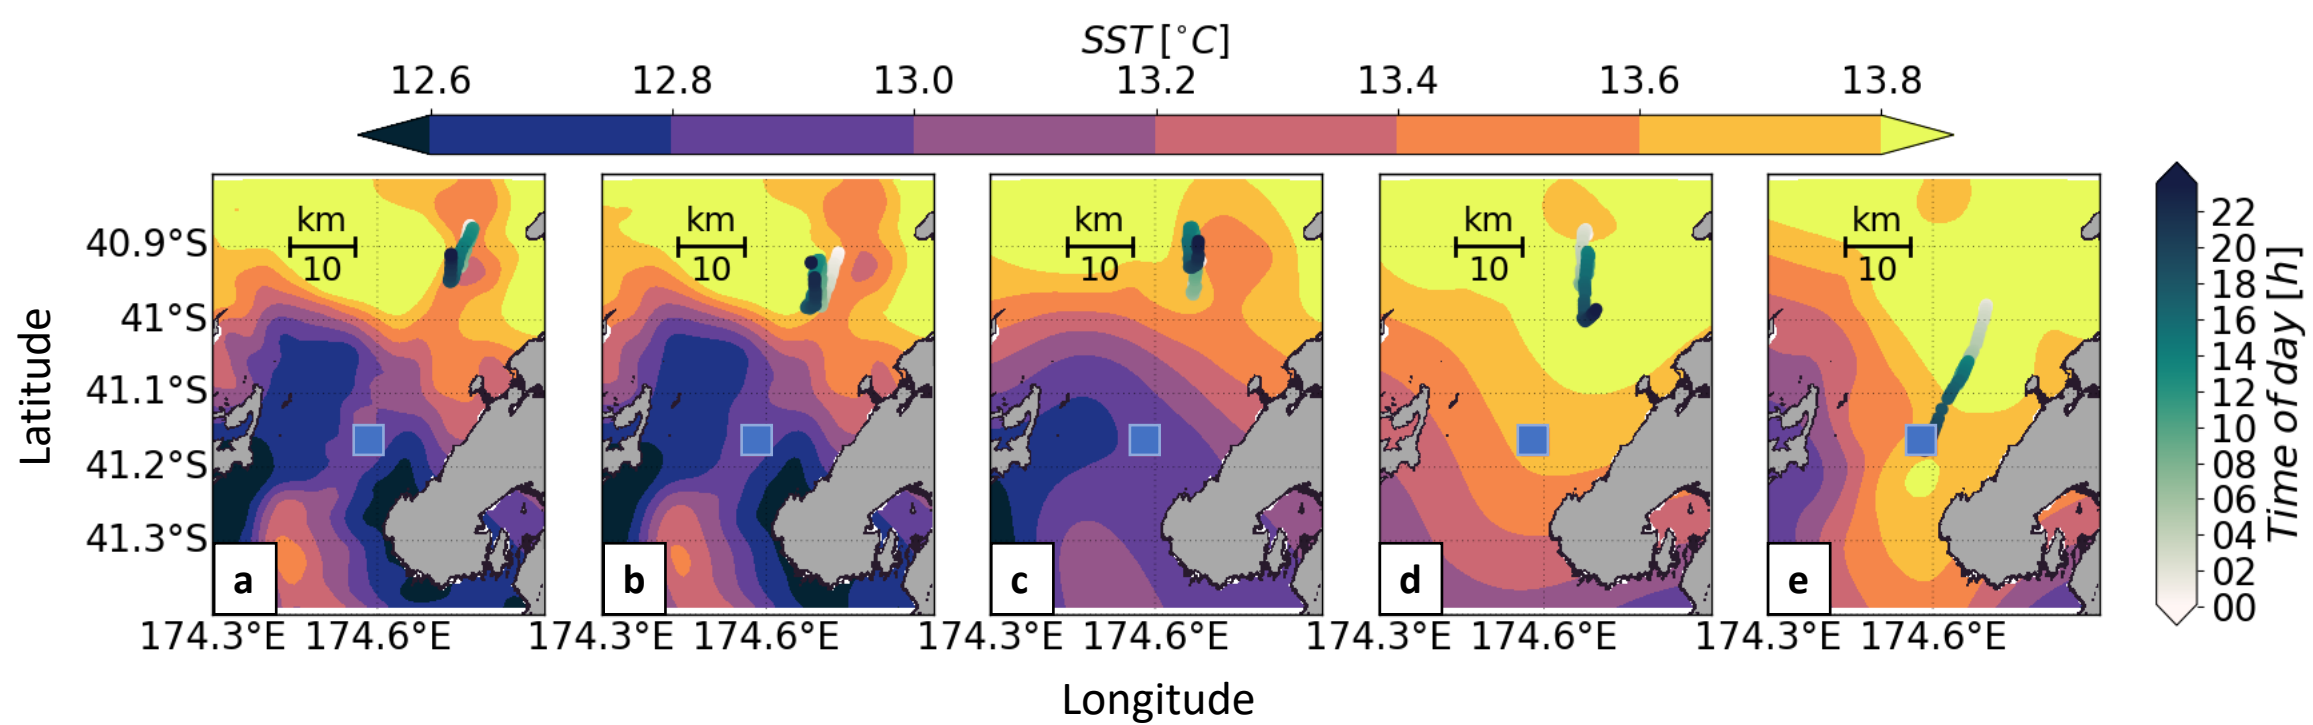 SST [°C]
12.6 12.8 13.0 13.2 13.4 13.6 13.8
km km km km km
10 10 10 10 10
40.9°S
41°S
41.1°S
41.2°S
41.3°S
Latitude
a b c d e
174.3°E 174.6°E 174.3°E 174.6°E 174.3°E 174.6°E 174.3°E 174.6°E 174.3°E 174.6°E
Longitude
22
20
18
16
14
12
10
08
06
04
02
00
Time of day [h]